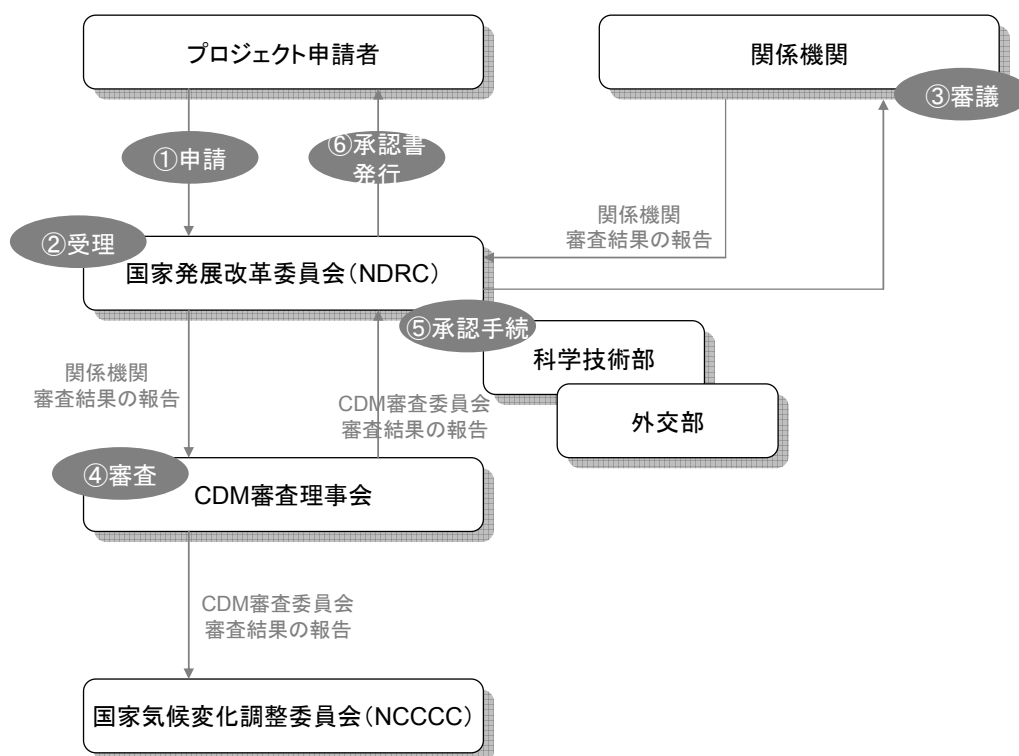 プロジェクト申請者
関係機関
③審議
①申請
⑥承認書
発行
関係機関
審査結果の報告
②受理
国家発展改革委員会(NDRC)
⑤承認手続
科学技術部
関係機関
審査結果の報告
CDM審査委員会
審査結果の報告
外交部
④審査
CDM審査理事会
CDM審査委員会
審査結果の報告
国家気候変化調整委員会(NCCCC)